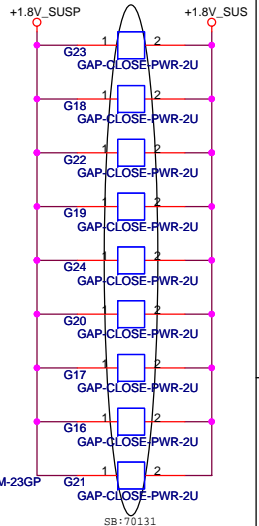 +1.8V_SUSP +1.8V_SUS
1 2
G23
GAP-CLOSE-PWR-2U
1 2
G18
GAP-CLOSE-PWR-2U
1 2
G22
GAP-CLOSE-PWR-2U
1 2
G19
GAP-CLOSE-PWR-2U
1 2
G24
GAP-CLOSE-PWR-2U
1 2
G20
GAP-CLOSE-PWR-2U
1 2
G17
GAP-CLOSE-PWR-2U
1 2
G16
GAP-CLOSE-PWR-2U
1 2
M-23GP G21
GAP-CLOSE-PWR-2U
SB:70131